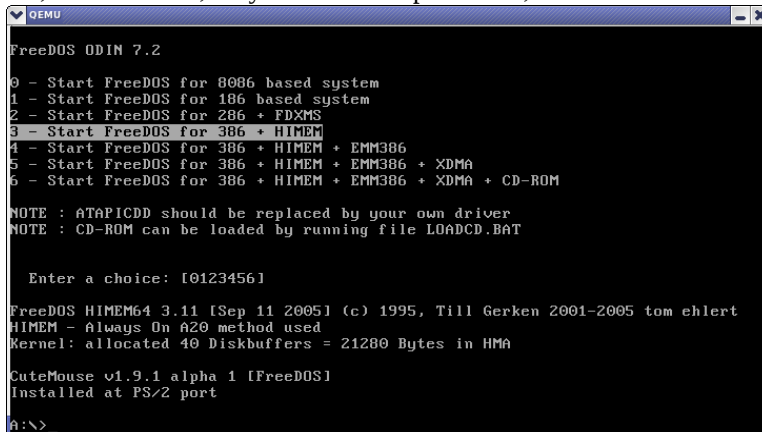 QEMU
FreeDOS ODIN 7.2
0 - Start FreeDOS for 8086 based system
1 - Start FreeDOS for 186 based system
2 - Start FreeDOS for 286 + FDXMS
3 - Start FreeDOS for 386 + HIMEM
4 - Start FreeDOS for 386 + HIMEM + EMM386
5 - Start FreeDOS for 386 + HIMEM + EMM386 + XDMA
6 - Start FreeDOS for 386 + HIMEM + EMM386 + XDMA + CD-ROM
NOTE : ATAPICDD should be replaced by your own driver
NOTE : CD-ROM can be loaded by running file LOADCD.BAT
Enter a choice: [0123456]
FreeDOS HIMEM64 3.11 [Sep 11 2005] (c) 1995, Till Gerken 2001-2005 tom ehlert
HIMEM - Always On A20 method used
Kernel: allocated 40 Diskbuffers = 21280 Bytes in HMA
CuteMouse v1.9.1 alpha 1 [FreeDOS]
Installed at PS/2 port
A:\>